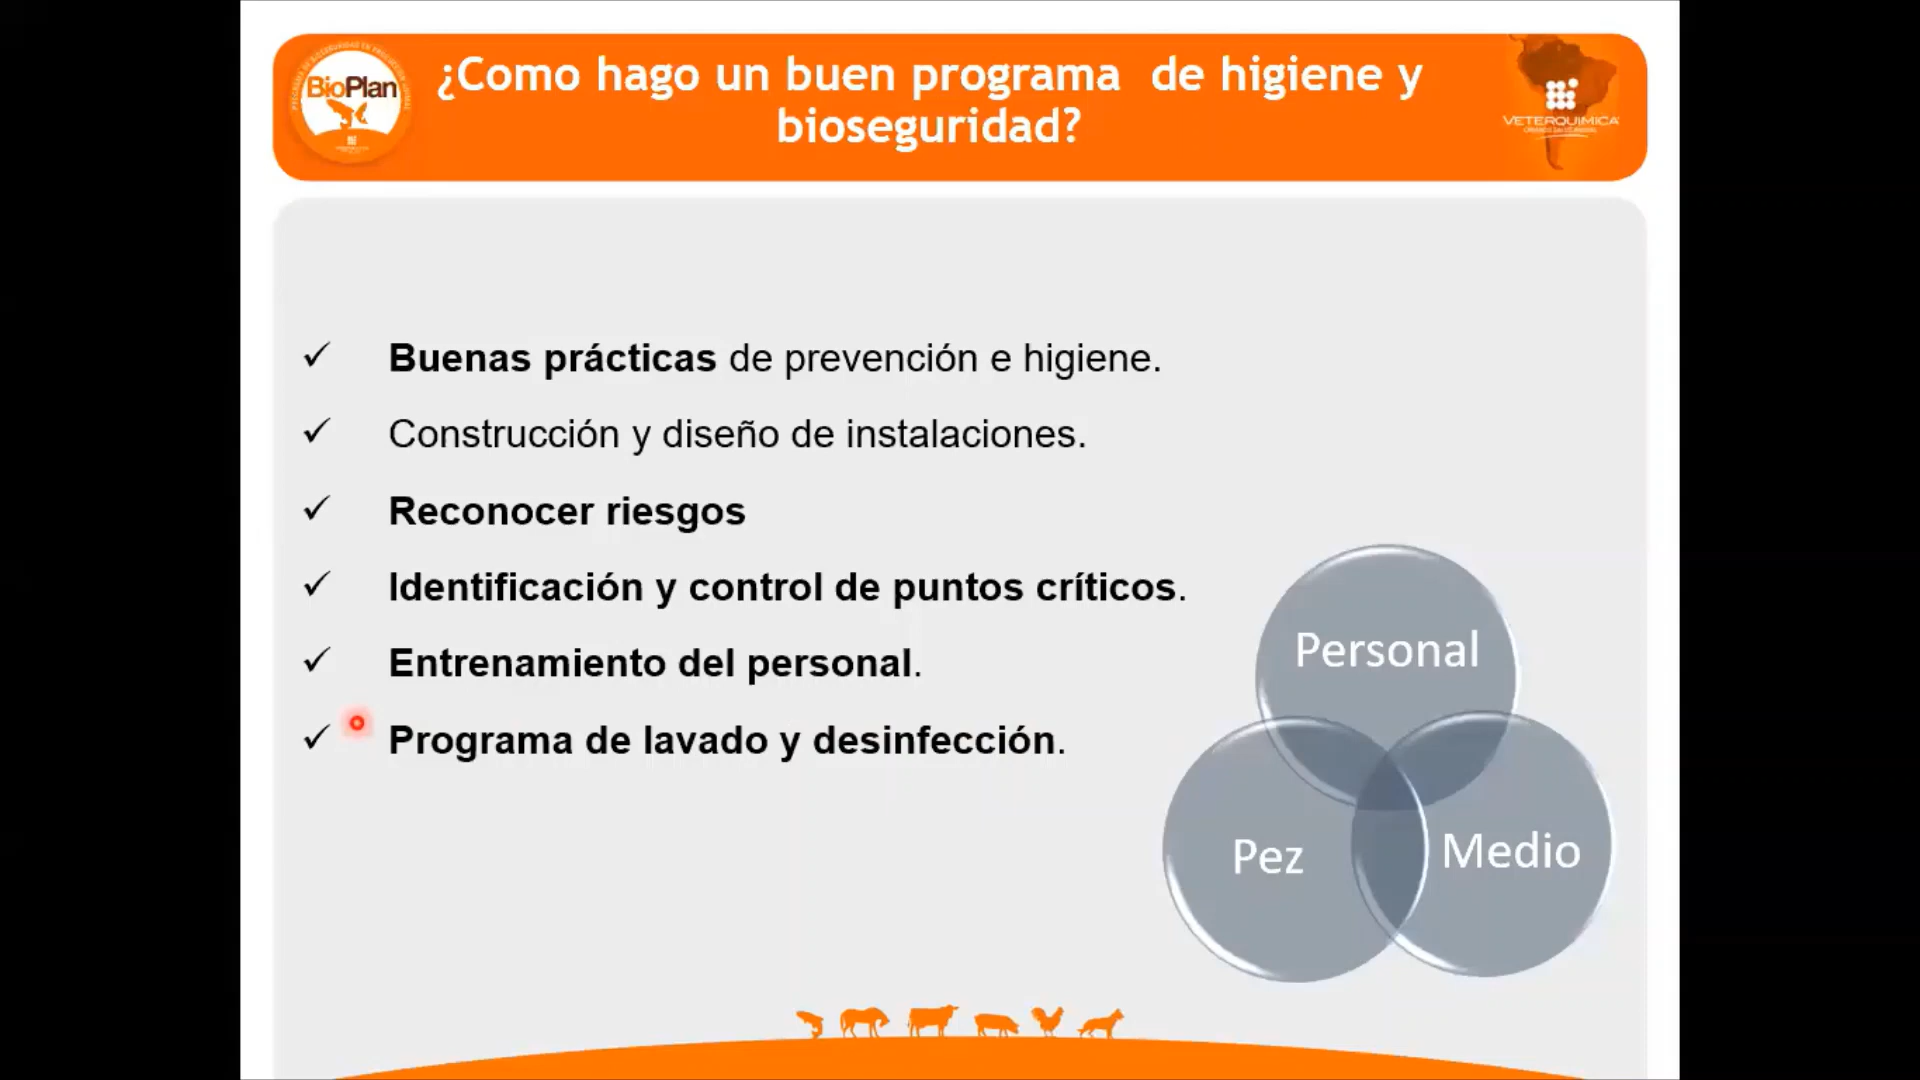 BioPlan
¿Como hago un buen programa de higiene y
bioseguridad?
VETERQUIMICA
✓ Buenas prácticas de prevención e higiene.
✓ Construcción y diseño de instalaciones.
✓ Reconocer riesgos
✓ Identificación y control de puntos críticos.
✓ Entrenamiento del personal.
✓ Programa de lavado y desinfección.
Personal
Pez
Medio